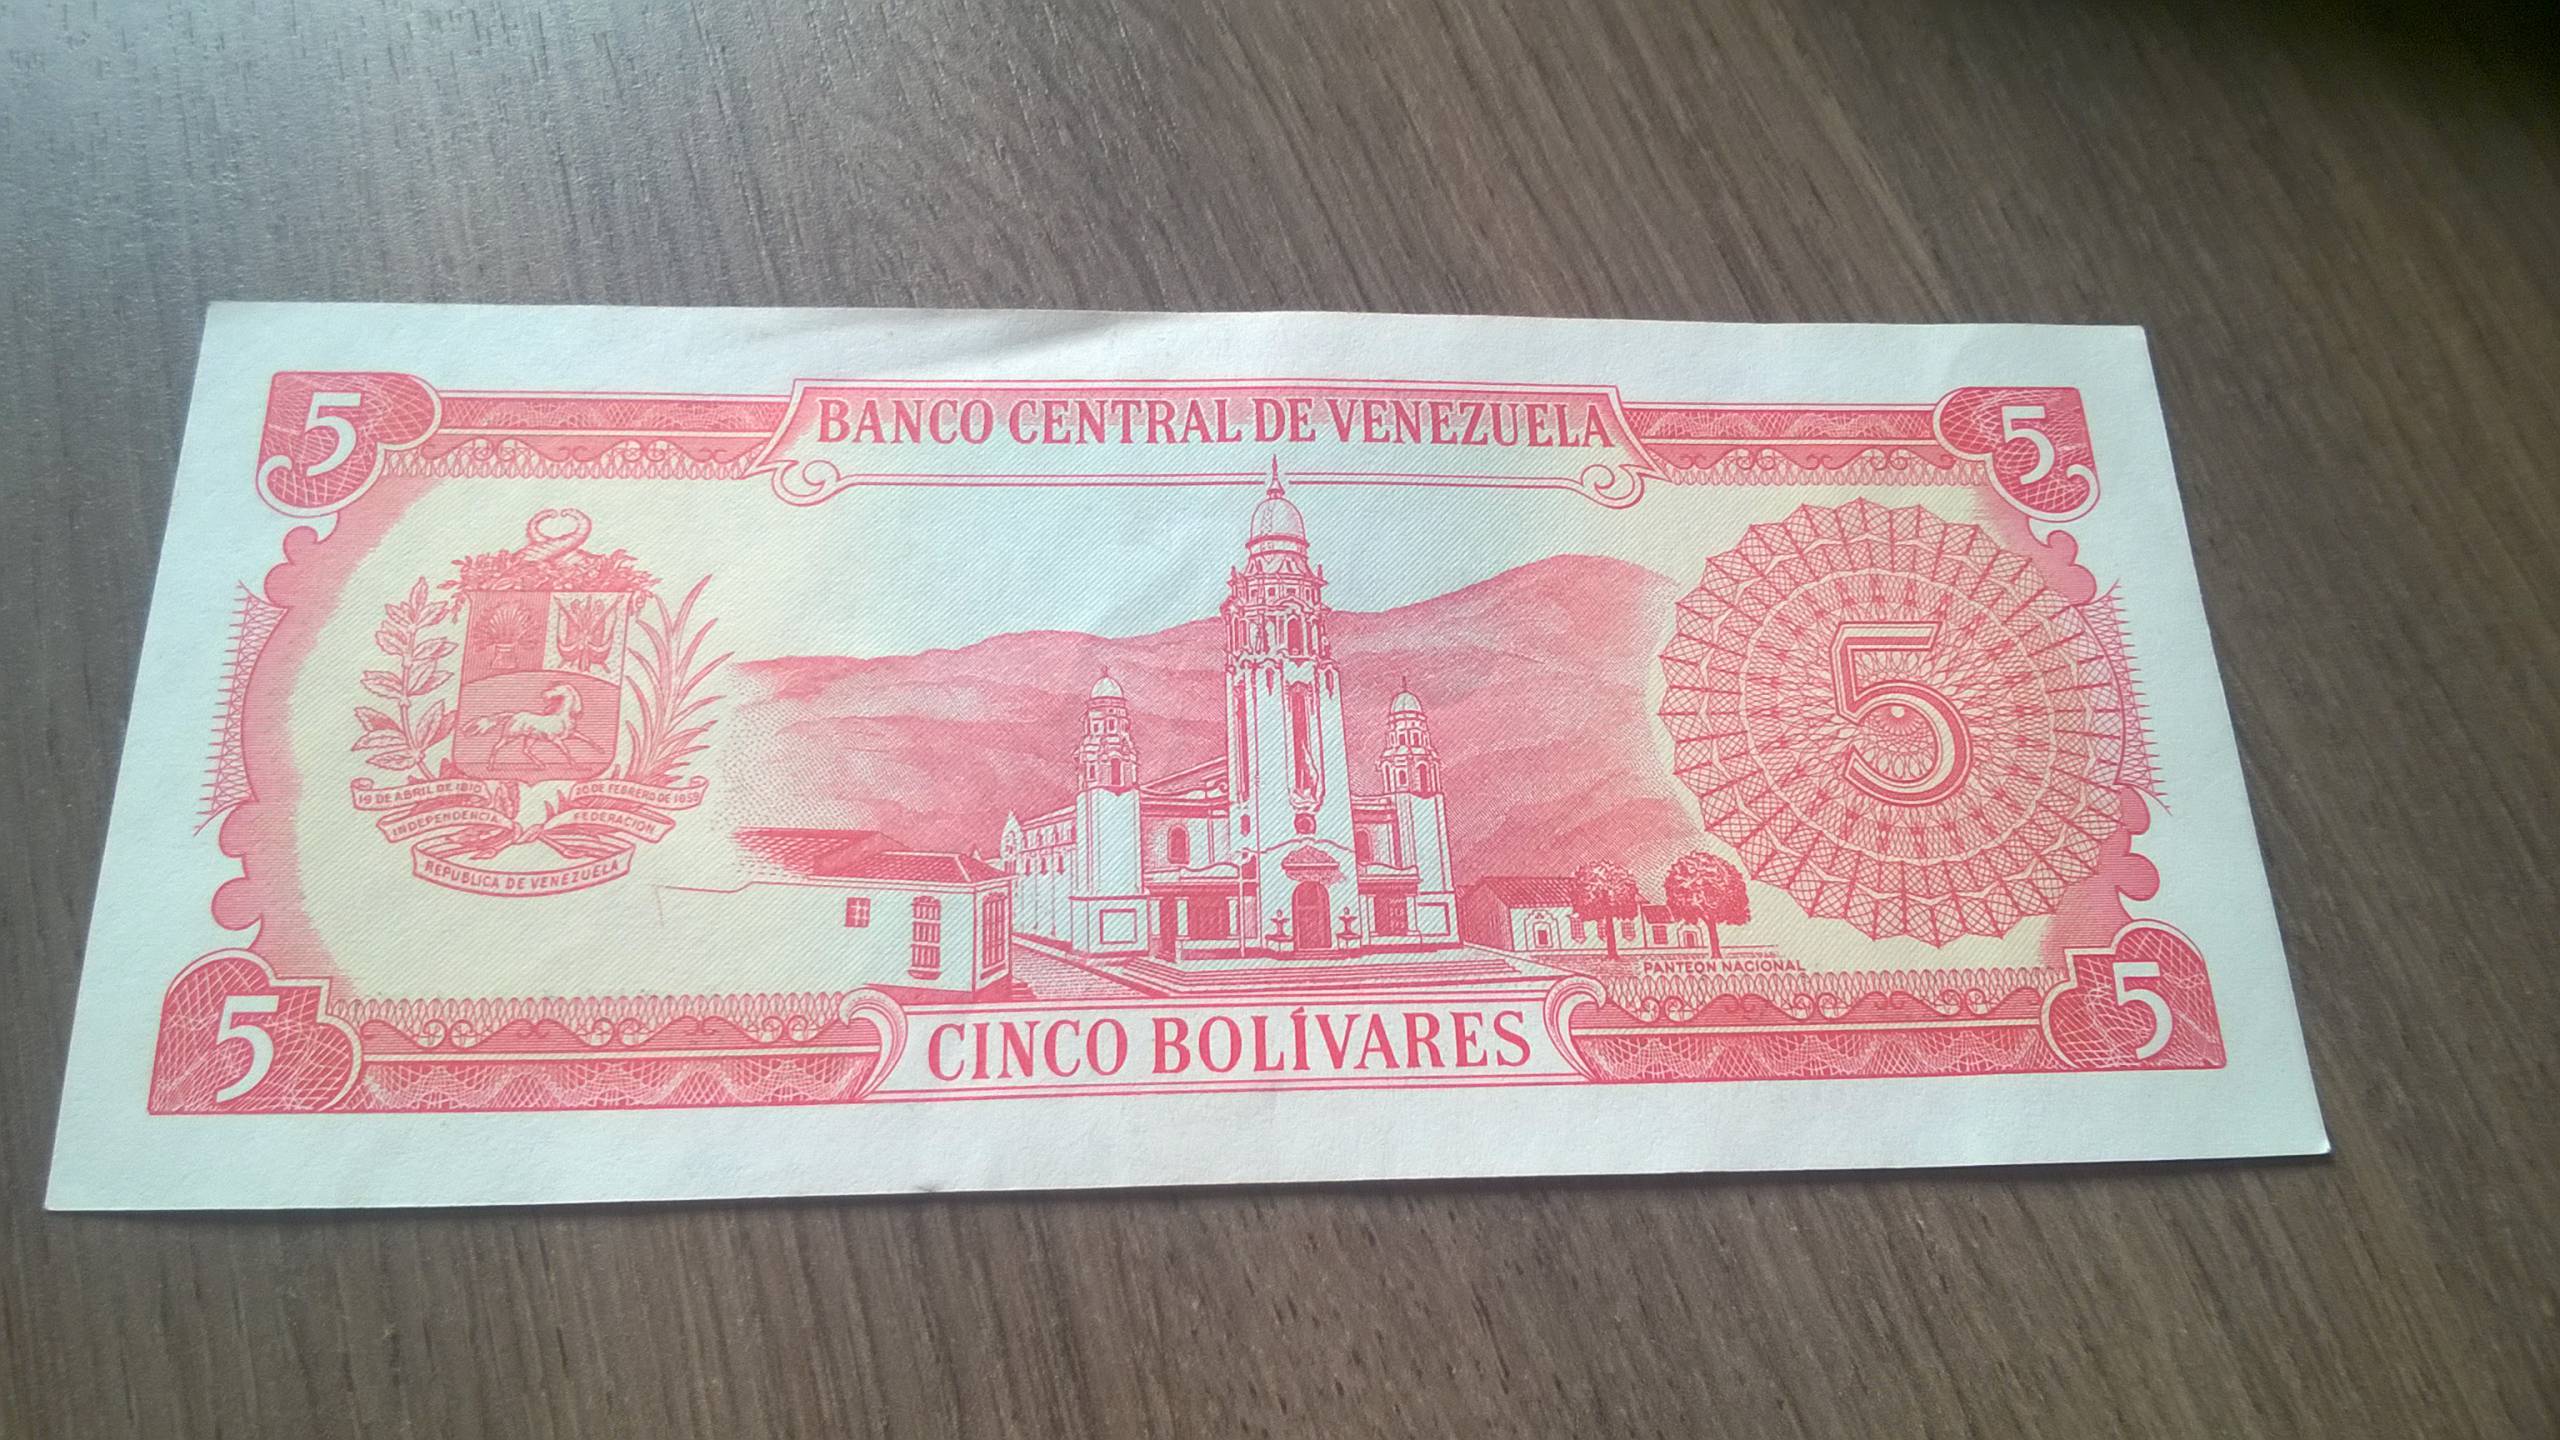 BANCO CENTRAL DE VENEZUELA
5
5
19 DE ABRIL DE 1810
20 DE FEBRERO DE 1859
INDEPENDENCIA
FEDERACION
REPUBLICA DE VENEZUELA
5
PANTEON NACIONAL
5
CINCO BOLÍVARES
5